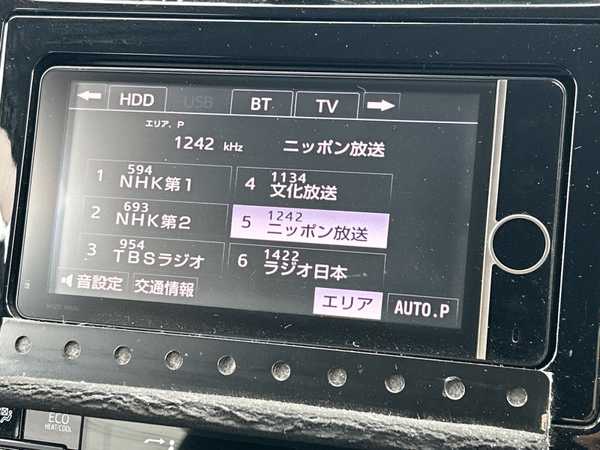 HDD USB BT TV
エリア. P
1242 kHz ニッポン放送
1 594 NHK第1
4 1134 文化放送
2 693 NHK第2
5 1242 ニッポン放送
3 954 TBSラジオ
6 1422 ラジオ日本
音設定 交通情報 エリア AUTO.P
ECO
HEAT/COOL